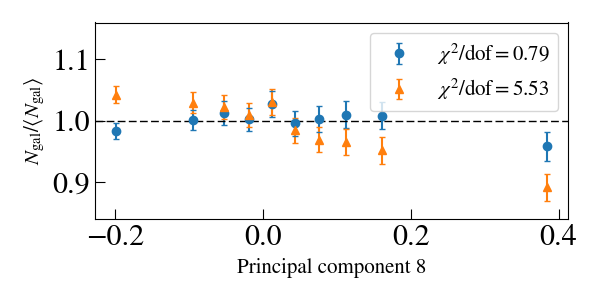 1.1
1.0
0.9
N_gal/⟨N_gal⟩
χ²/dof = 0.79
χ²/dof = 5.53
−0.2 0.0 0.2 0.4
Principal component 8